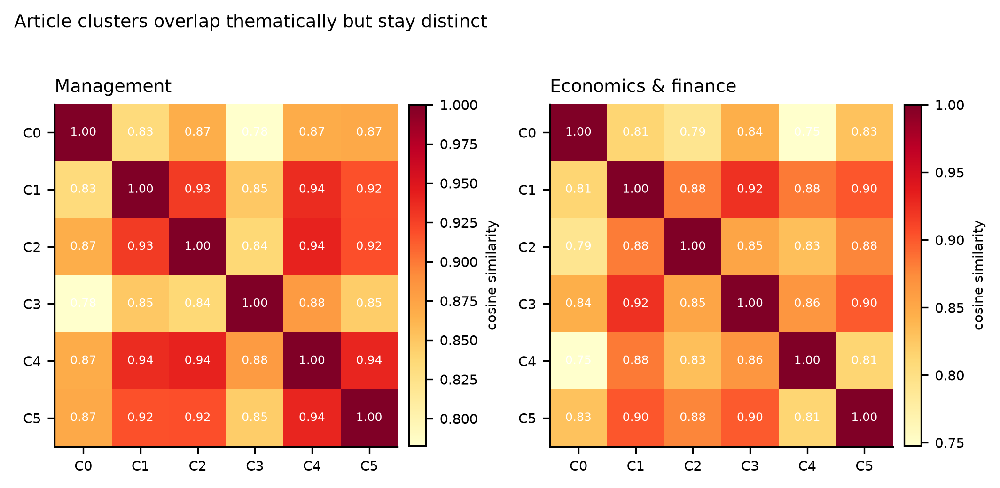 Article clusters overlap thematically but stay distinct
Management
C0 1.00 0.83 0.87 0.78 0.87 0.87
C1 0.83 1.00 0.93 0.85 0.94 0.92
C2 0.87 0.93 1.00 0.84 0.94 0.92
C3 0.78 0.85 0.84 1.00 0.88 0.85
C4 0.87 0.94 0.94 0.88 1.00 0.94
C5 0.87 0.92 0.92 0.85 0.94 1.00
C0 C1 C2 C3 C4 C5
1.000
0.975
0.950
0.925
0.900
0.875
0.850
0.825
0.800
cosine similarity
Economics & finance
C0 1.00 0.81 0.79 0.84 0.75 0.83
C1 0.81 1.00 0.88 0.92 0.88 0.90
C2 0.79 0.88 1.00 0.85 0.83 0.88
C3 0.84 0.92 0.85 1.00 0.86 0.90
C4 0.75 0.88 0.83 0.86 1.00 0.81
C5 0.83 0.90 0.88 0.90 0.81 1.00
C0 C1 C2 C3 C4 C5
1.00
0.95
0.90
0.85
0.80
0.75
cosine similarity